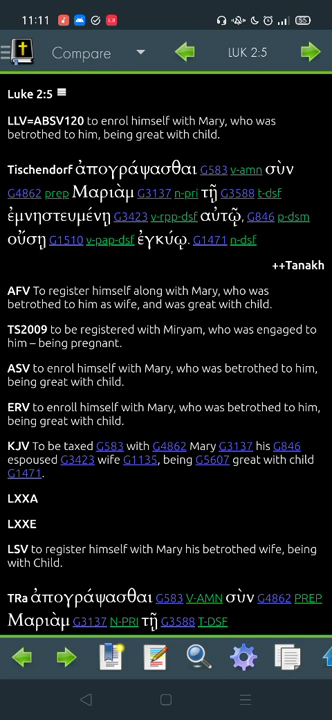 11:11
55
Compare
LUK 2:5
Luke 2:5
LLV=ABSV120 to enrol himself with Mary, who was
betrothed to him, being great with child.
Tischendorf ἀπογράψασθαι G583 v-amn σὺν
G4862 prep Μαριὰμ G3137 n-pri τῇ G3588 t-dsf
ἐμνηστευμένῃ G3423 v-rpp-dsf αὐτῷ, G846 p-dsm
οὔσῃ G1510 v-pap-dsf ἐγκύῳ. G1471 n-dsf
++Tanakh
AFV To register himself along with Mary, who was
betrothed to him as wife, and was great with child.
TS2009 to be registered with Miryam, who was engaged to
him – being pregnant.
ASV to enrol himself with Mary, who was betrothed to him,
being great with child.
ERV to enroll himself with Mary, who was betrothed to him,
being great with child.
KJV To be taxed G583 with G4862 Mary G3137 his G846
espoused G3423 wife G1135, being G5607 great with child
G1471.
LXXA
LXXE
LSV to register himself with Mary his betrothed wife, being
with Child.
TRa ἀπογράψασθαι G583 V-AMN σὺν G4862 PREP
Μαριὰμ G3137 N-PRI τῇ G3588 T-DSF